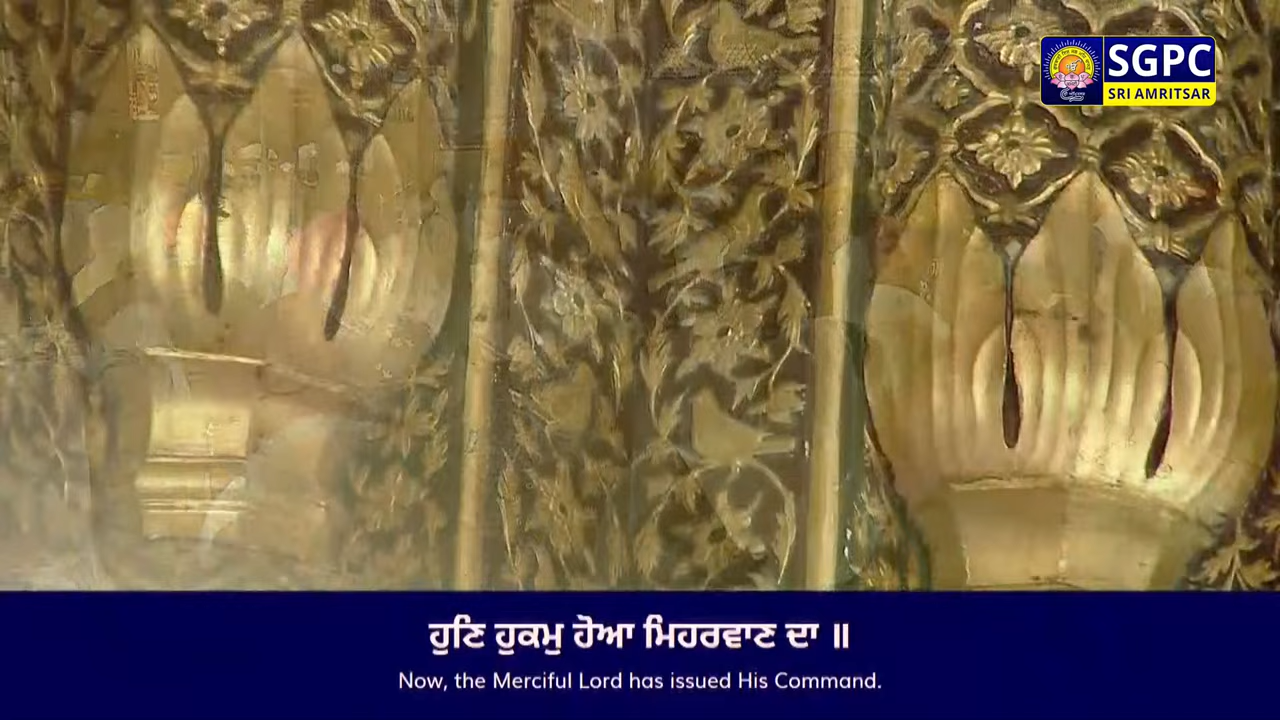 SGPC
SRI AMRITSAR
ਹੁਣਿ ਹੁਕਮੁ ਹੋਆ ਮਿਹਰਵਾਣ ਦਾ ॥
Now, the Merciful Lord has issued His Command.